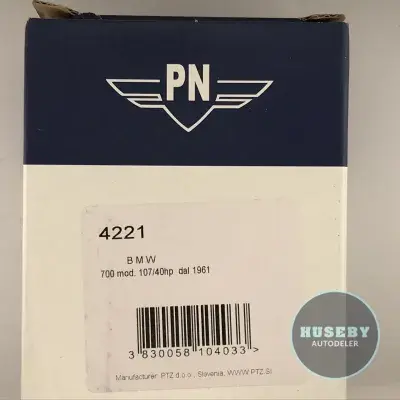 PN
4221
BMW
700 mod. 107/40hp dal 1961
3 830058 104033>
Manufacturer: PTZ d.o.o., Slovenia, WWW.PTZ.SI
HUSEBY
AUTODELER